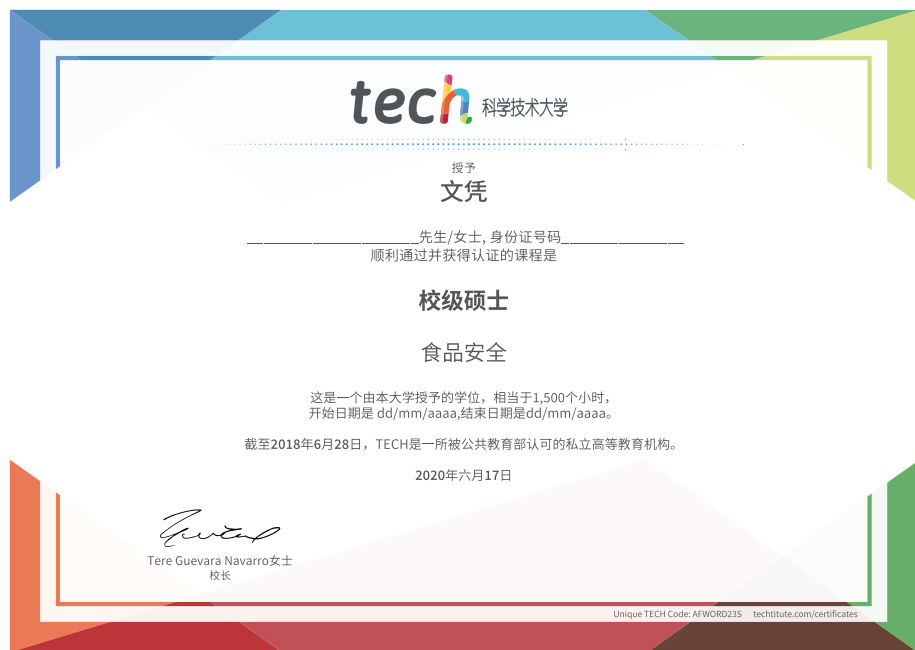 tech 科学技术大学
授予
文凭
______________________先生/女士, 身份证号码________________
顺利通过并获得认证的课程是
校级硕士
食品安全
这是一个由本大学授予的学位，相当于1,500个小时，
开始日期是 dd/mm/aaaa,结束日期是dd/mm/aaaa。
截至2018年6月28日，TECH是一所被公共教育部认可的私立高等教育机构。
2020年六月17日
Tere Guevara Navarro女士
校长
Unique TECH Code: AFWORD23S techtitute.com/certificates